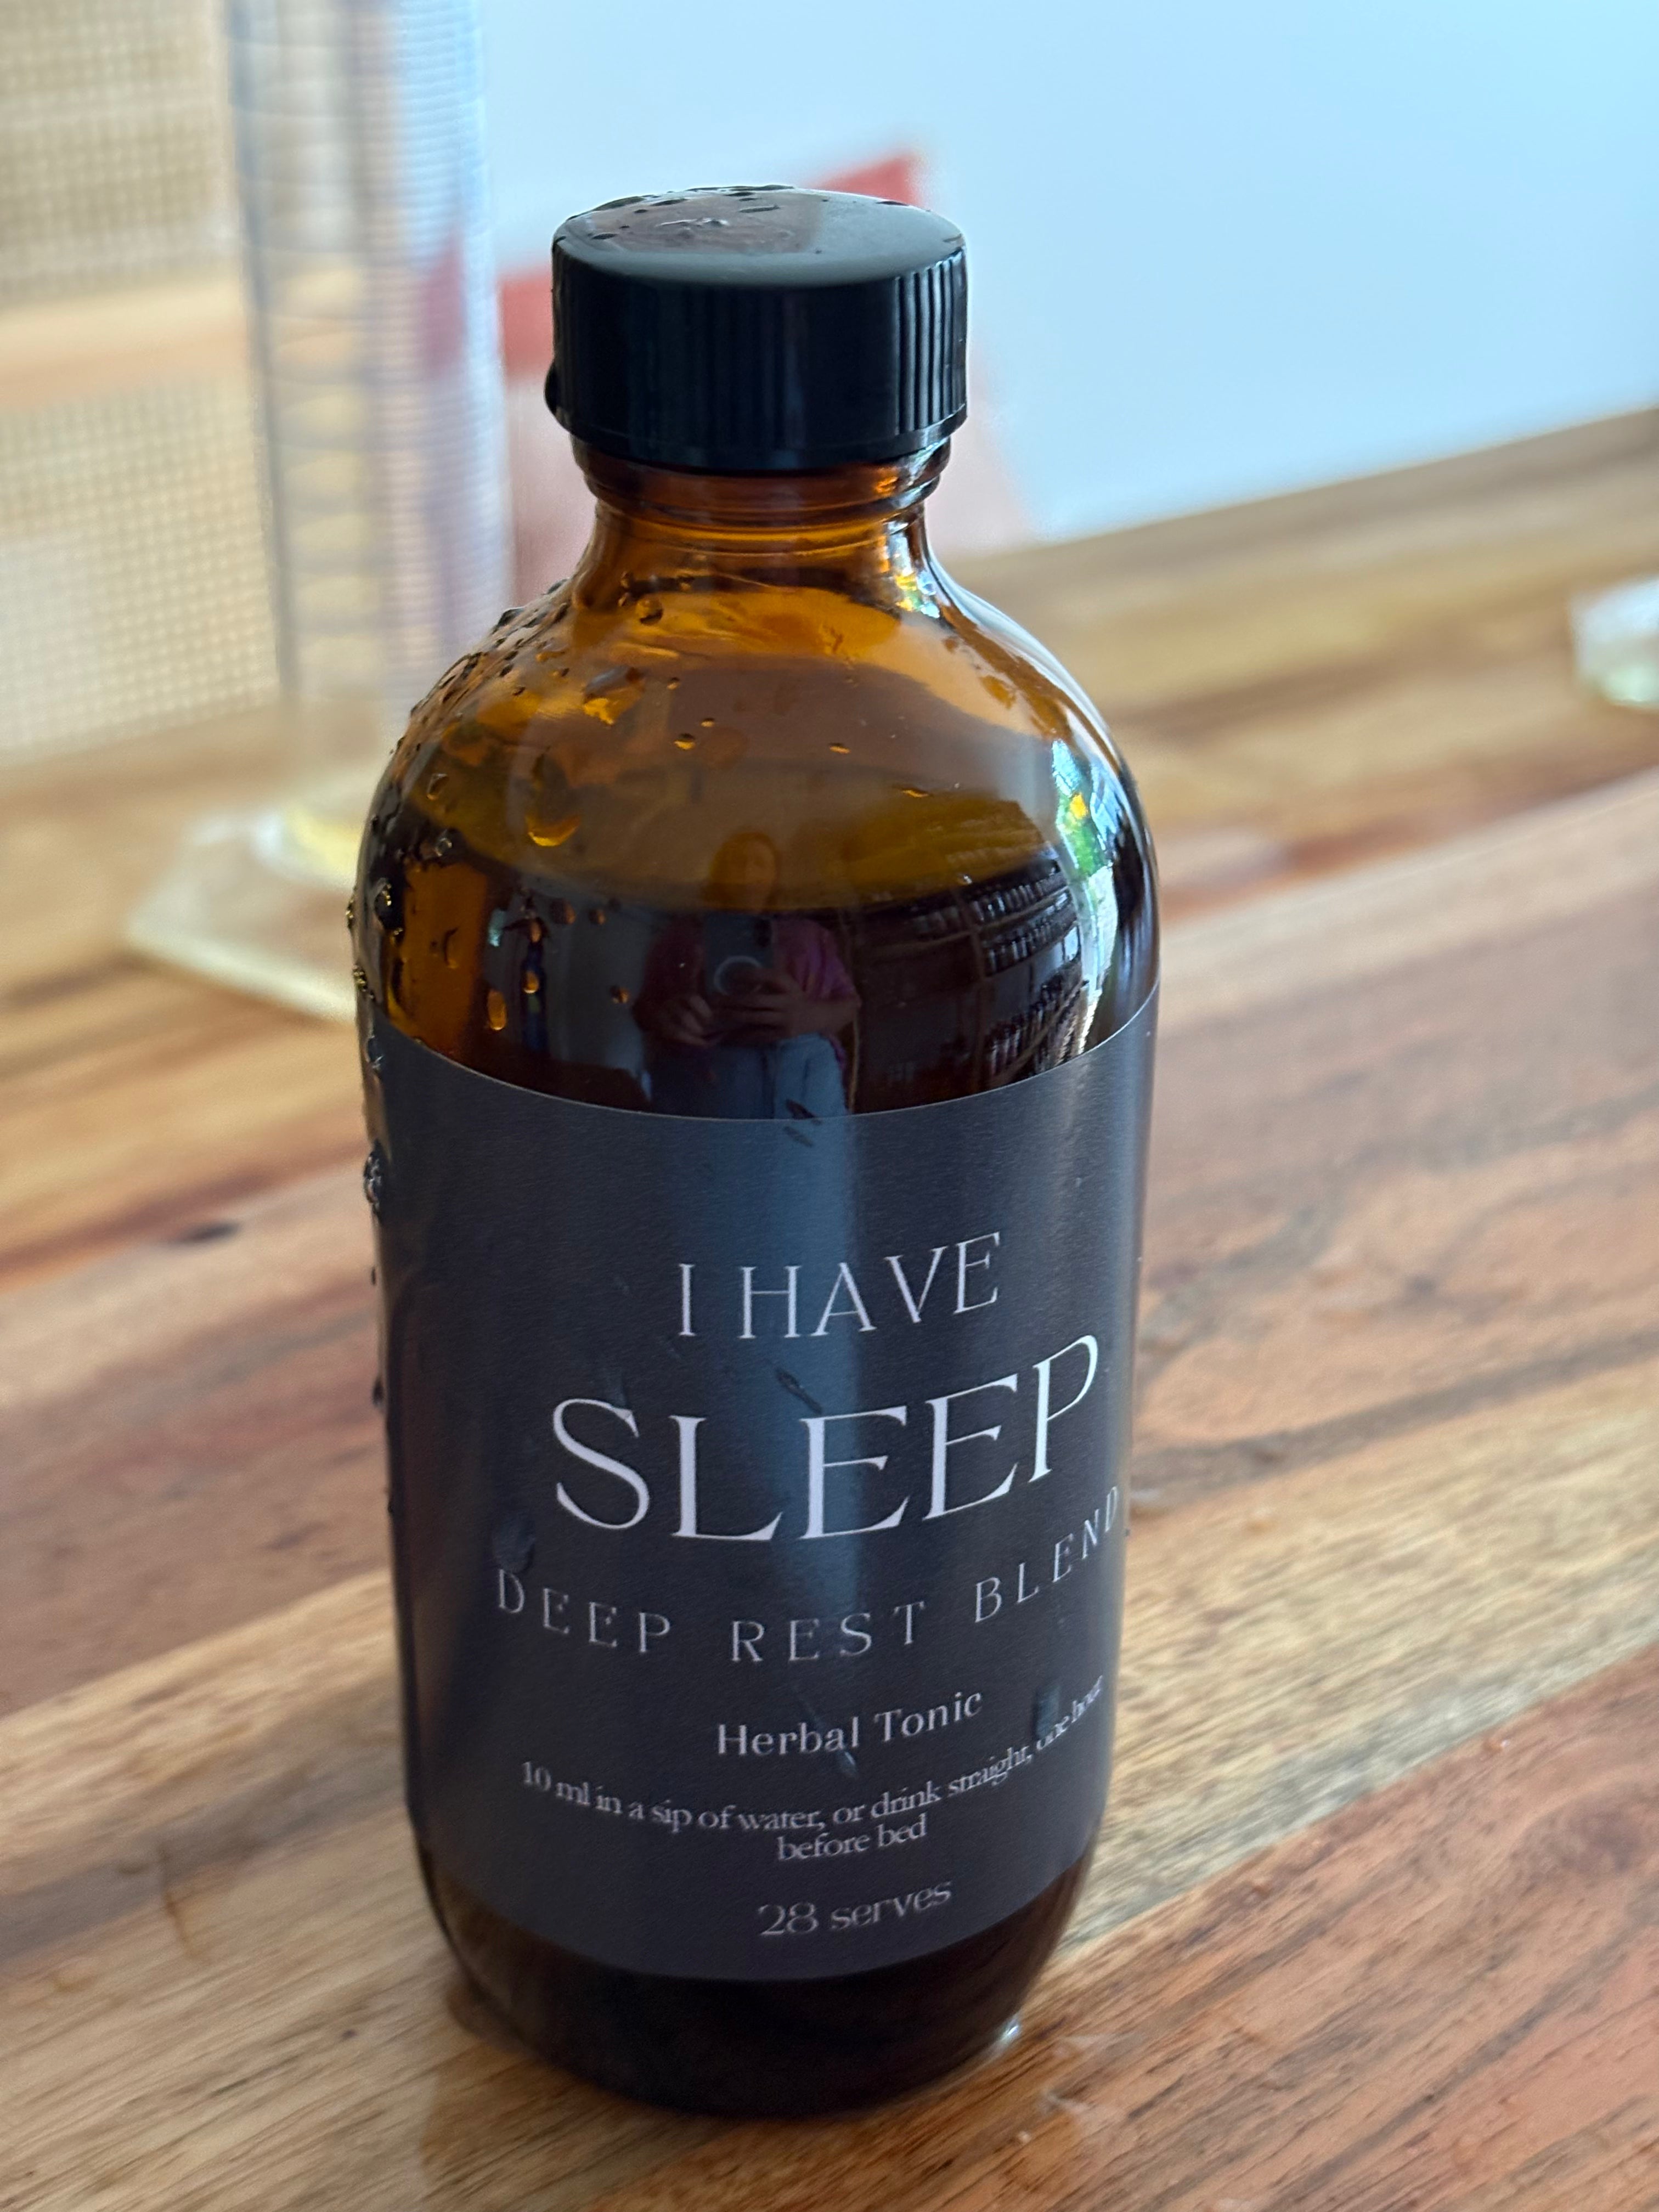 I HAVE
SLEEP
DEEP REST BLEND
Herbal Tonic
10 ml in a sip of water, or drink straight, one hour
before bed
28 serves